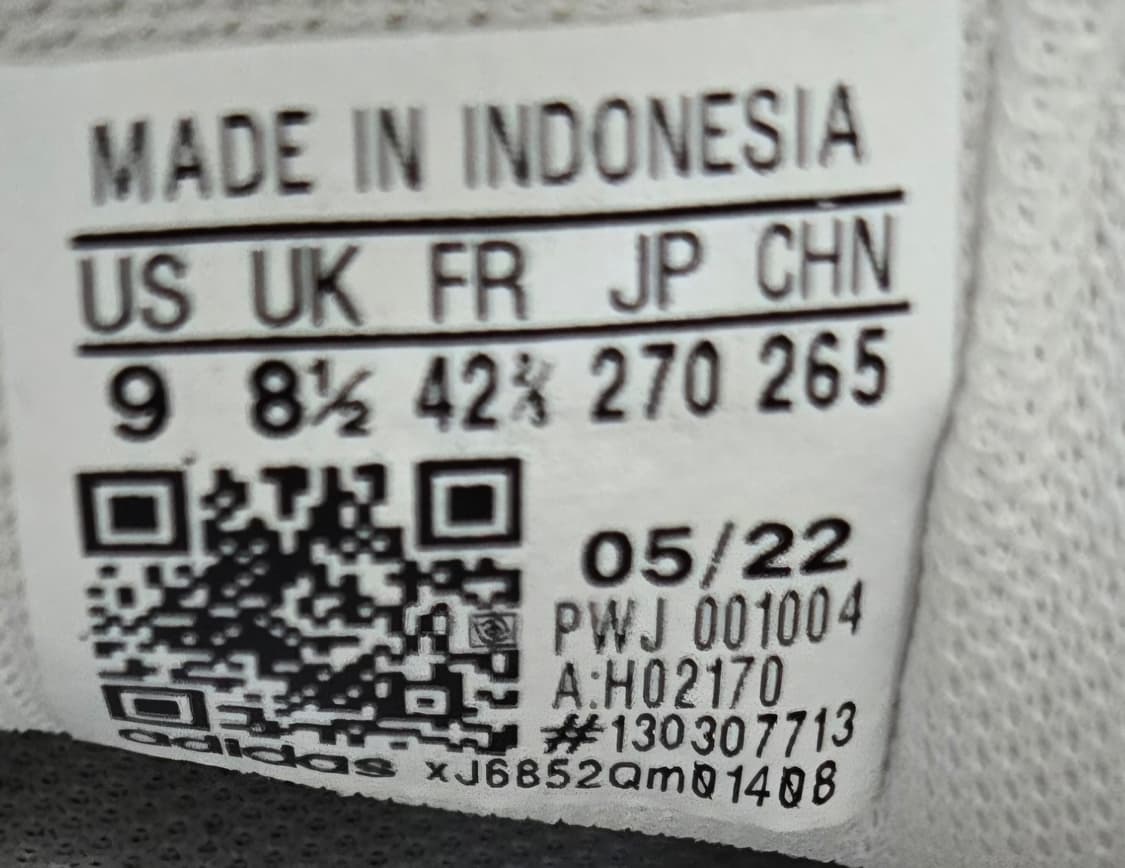 MADE IN INDONESIA
US UK FR JP CHN
9 8½ 42⅔ 270 265
05/22
PWJ 001004
A:H02170
#130307713
adidas xJ6852Qm01408